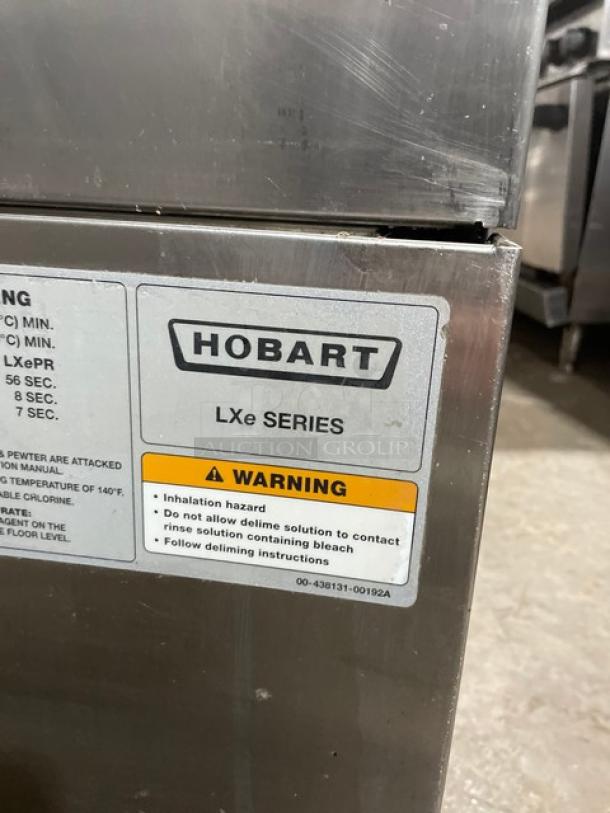 NG
°C) MIN.
°C) MIN.
LXePR
56 SEC.
8 SEC.
7 SEC.
& PEWTER ARE ATTACKED
ION MANUAL.
G TEMPERATURE OF 140°F.
ABLE CHLORINE.
RATE:
AGENT ON THE
E FLOOR LEVEL.
HOBART
LXe SERIES
AUCTION GROUP
WARNING
• Inhalation hazard
• Do not allow delime solution to contact
rinse solution containing bleach
• Follow deliming instructions
00-438131-00192A